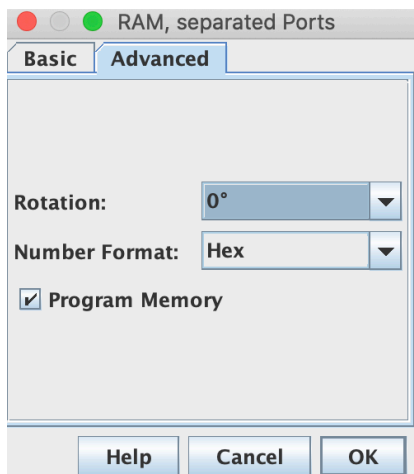 RAM, separated Ports
Basic Advanced
Rotation: 0°
Number Format: Hex
Program Memory
Help Cancel OK